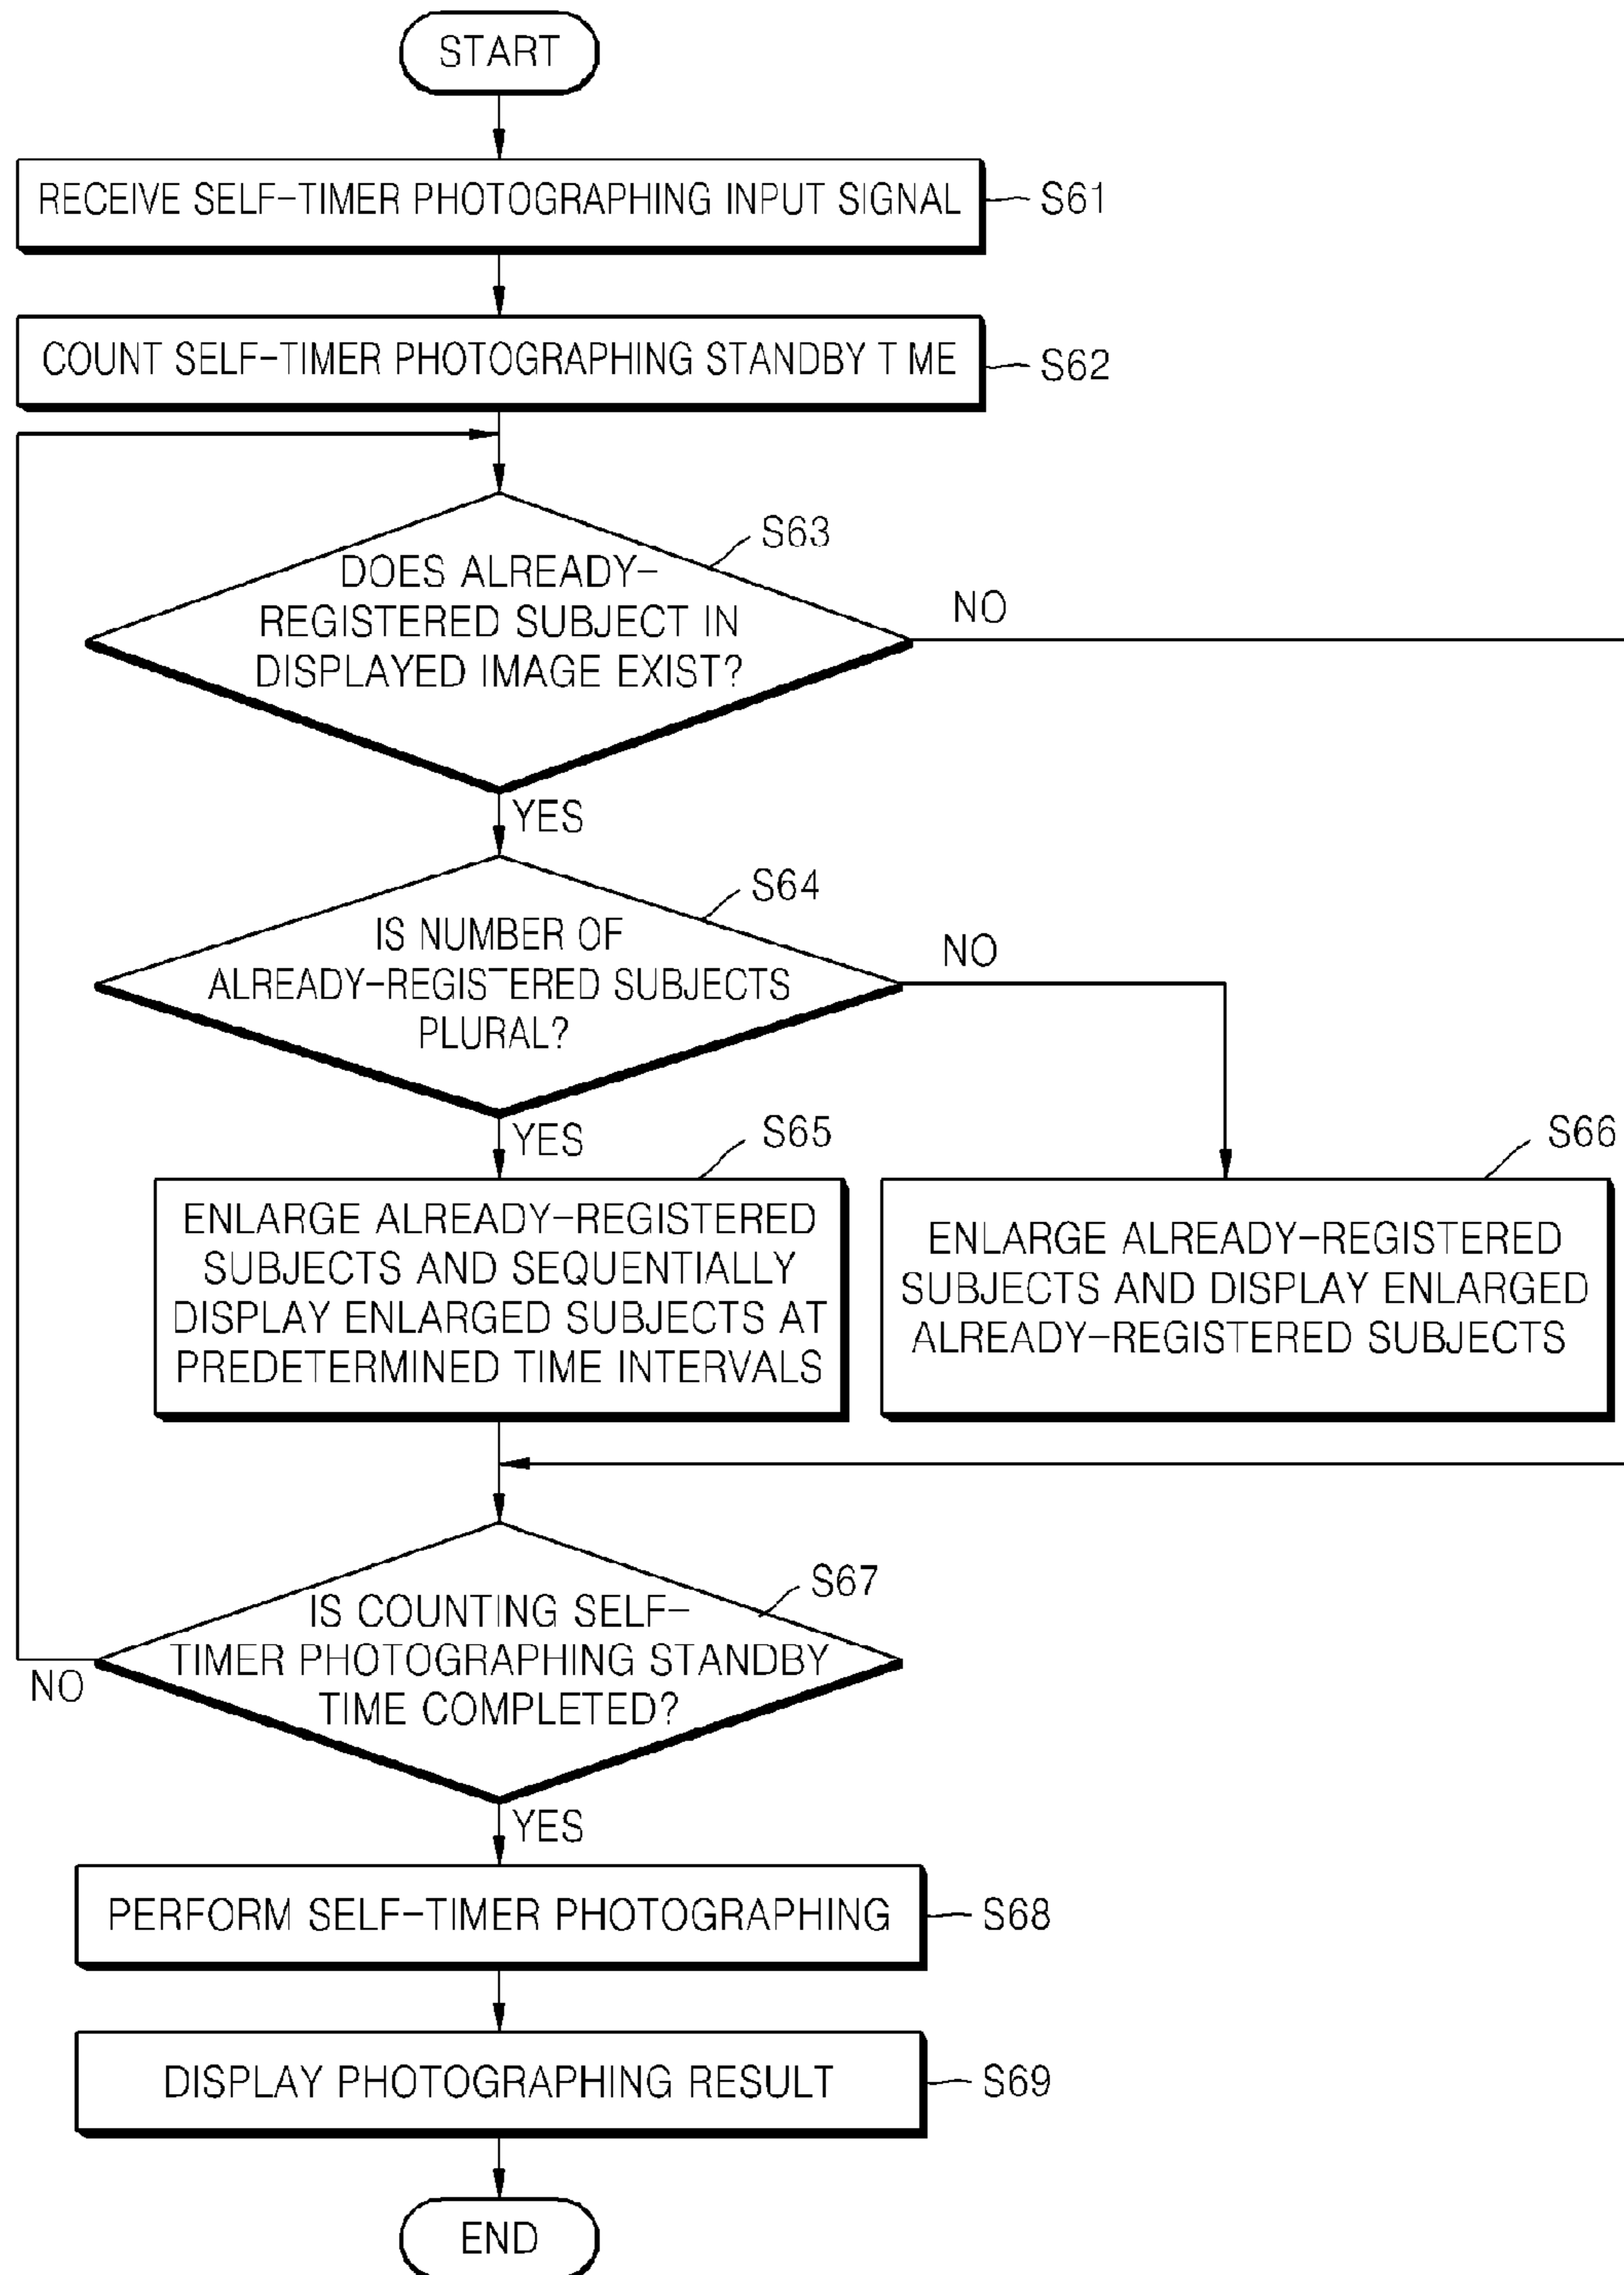 START
RECEIVE SELF-TIMER PHOTOGRAPHING INPUT SIGNAL
S61
COUNT SELF-TIMER PHOTOGRAPHING STANDBY T ME
S62
S63
DOES ALREADY-
REGISTERED SUBJECT IN
DISPLAYED IMAGE EXIST?
NO
YES
S64
IS NUMBER OF
ALREADY-REGISTERED SUBJECTS
PLURAL?
NO
YES
S65
ENLARGE ALREADY-REGISTERED
SUBJECTS AND SEQUENTIALLY
DISPLAY ENLARGED SUBJECTS AT
PREDETERMINED TIME INTERVALS
S66
ENLARGE ALREADY-REGISTERED
SUBJECTS AND DISPLAY ENLARGED
ALREADY-REGISTERED SUBJECTS
S67
IS COUNTING SELF-
TIMER PHOTOGRAPHING STANDBY
TIME COMPLETED?
NO
YES
PERFORM SELF-TIMER PHOTOGRAPHING
S68
DISPLAY PHOTOGRAPHING RESULT
S69
END